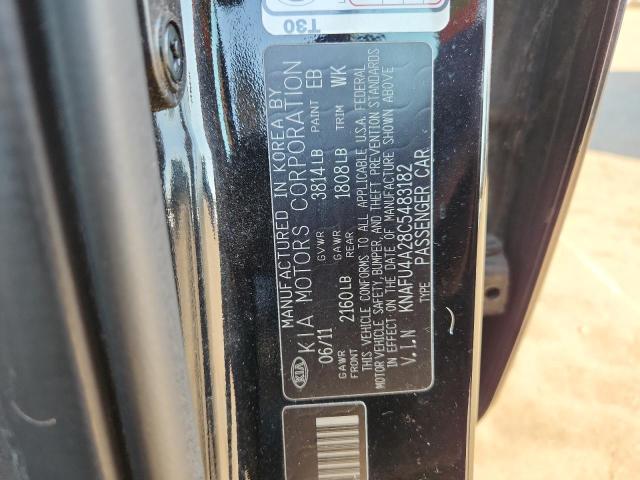 T30
MANUFACTURED IN KOREA BY
KIA KIA MOTORS CORPORATION
06/11 GVWR 3814LB PAINT EB
GAWR FRONT 2160LB GAWR REAR 1808LB TRIM WK
THIS VEHICLE CONFORMS TO ALL APPLICABLE U.S.A. FEDERAL
MOTOR VEHICLE SAFETY, BUMPER, AND THEFT PREVENTION STANDARDS
IN EFFECT ON THE DATE OF MANUFACTURE SHOWN ABOVE
V.I.N KNAFU4A28C5483182
TYPE PASSENGER CAR